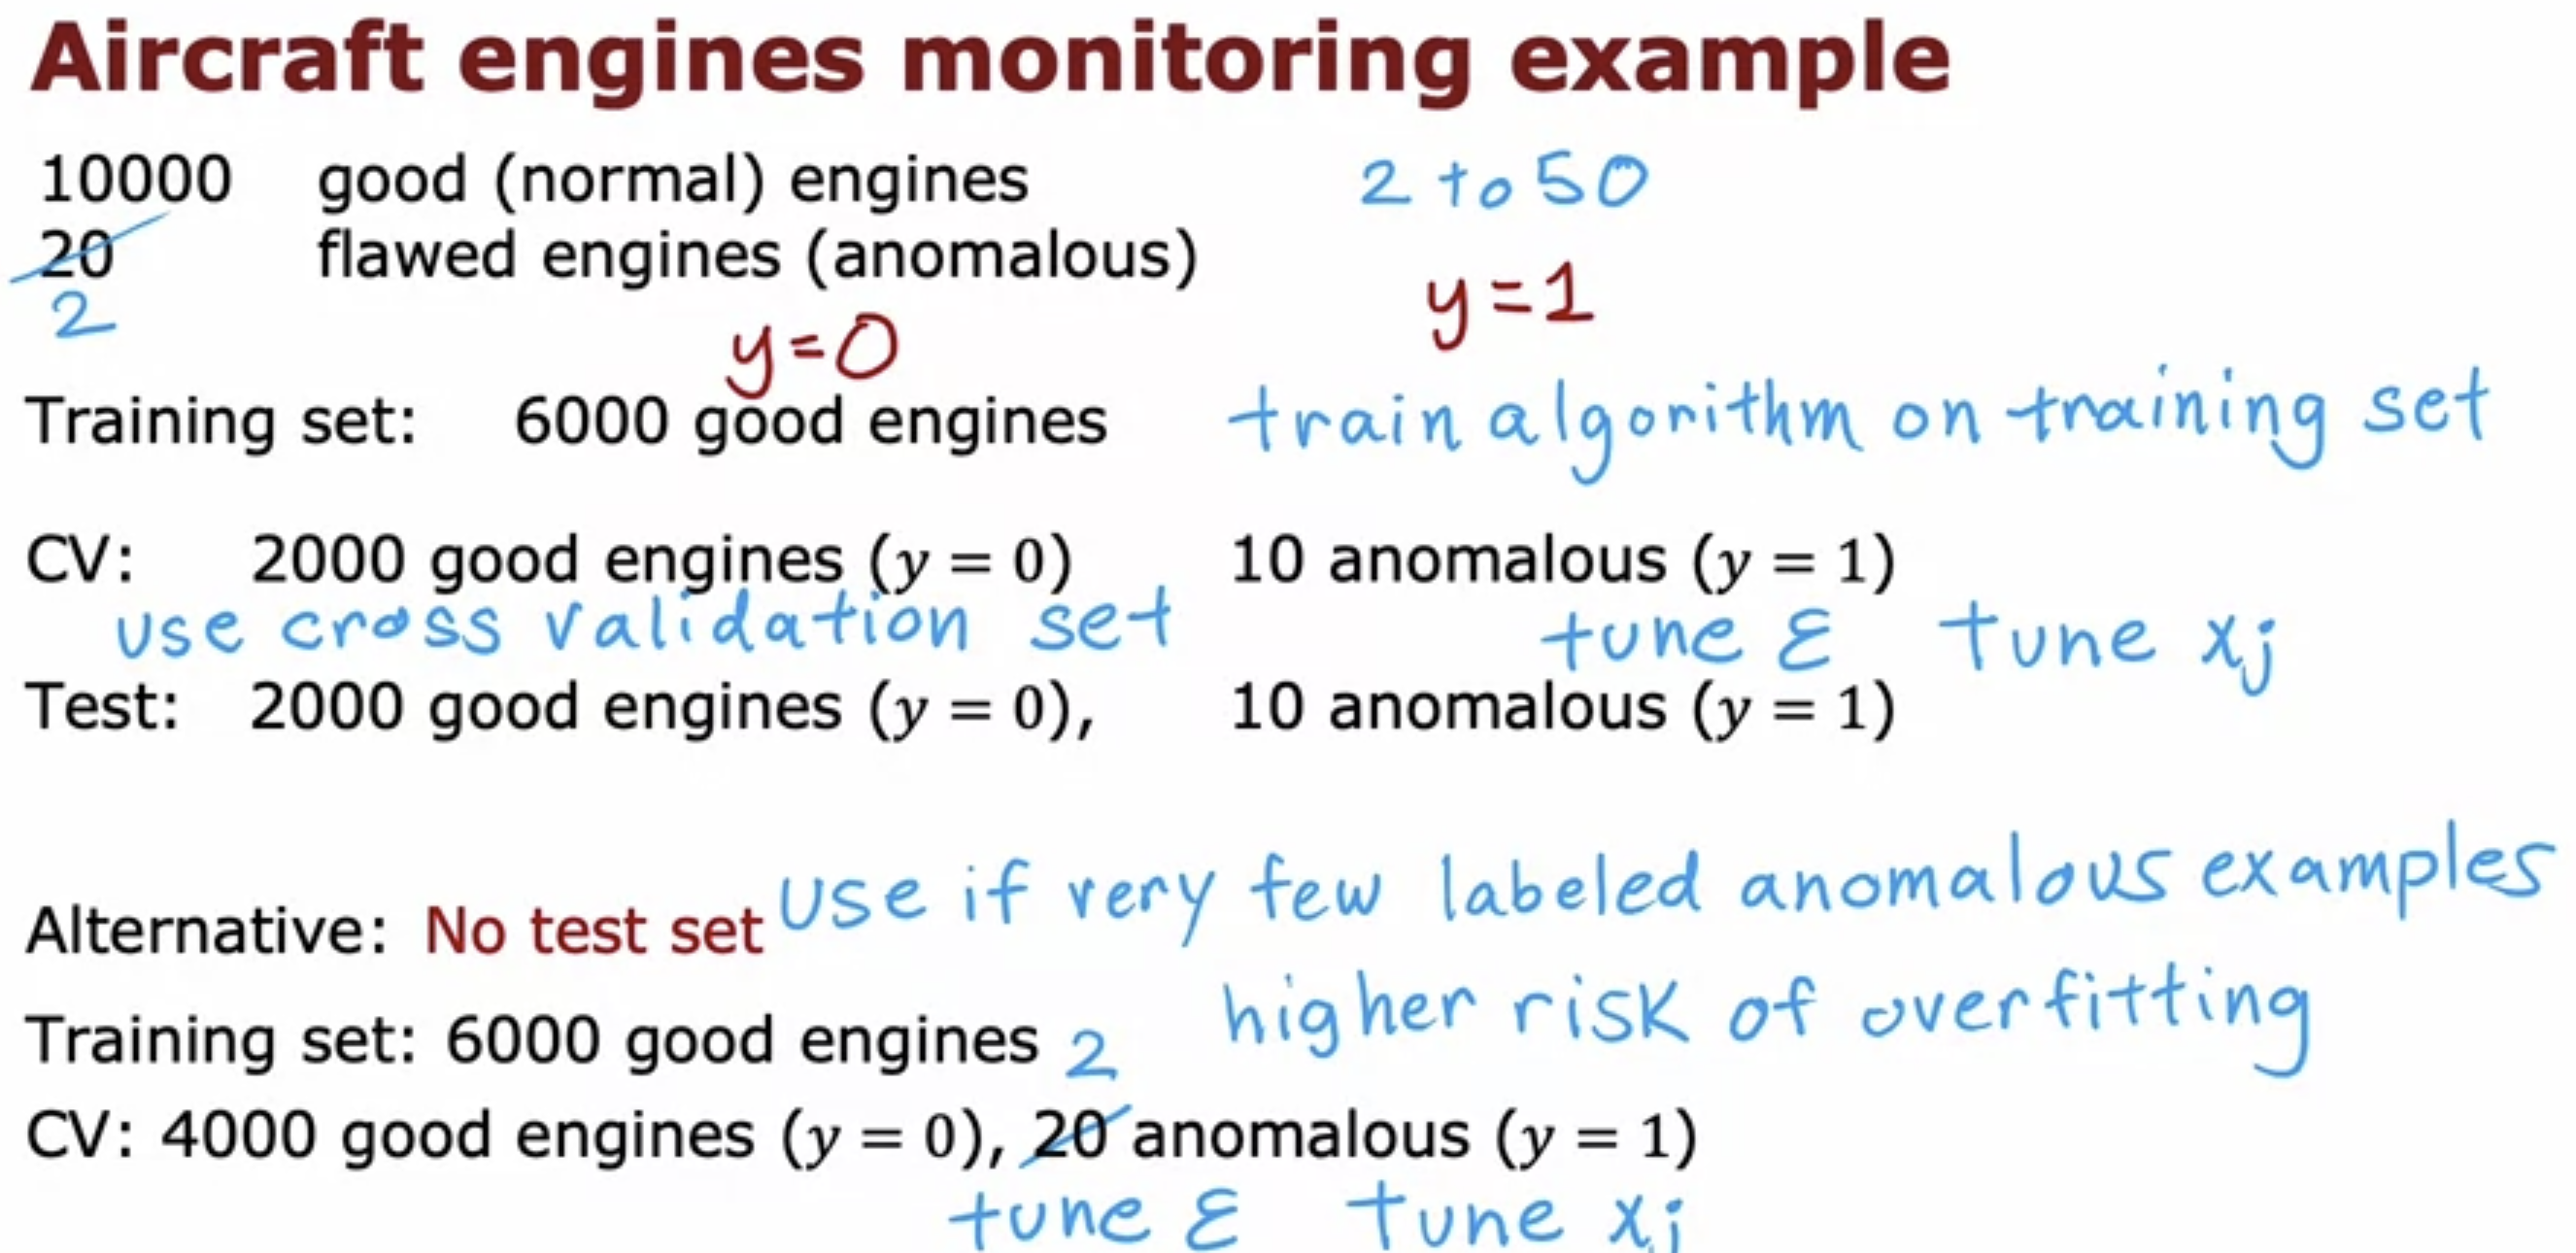 Aircraft engines monitoring example
10000 good (normal) engines 2 to 50
20 flawed engines (anomalous)
2
y=0 y=1
Training set: 6000 good engines train algorithm on training set
CV: 2000 good engines (y = 0) 10 anomalous (y = 1)
use cross validation set tune ε tune xj
Test: 2000 good engines (y = 0), 10 anomalous (y = 1)
Alternative: No test set use if very few labeled anomalous examples
higher risk of overfitting
Training set: 6000 good engines 2
CV: 4000 good engines (y = 0), 20 anomalous (y = 1)
tune ε tune xj